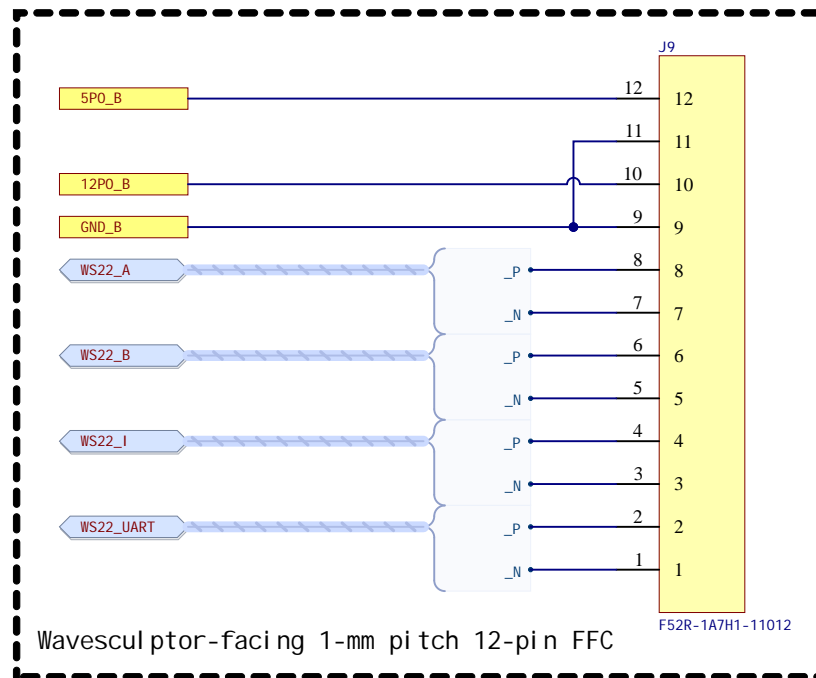 J9
5P0_B 12 12
11 11
12P0_B 10 10
GND_B 9 9
WS22_A _P 8 8
_N 7 7
WS22_B _P 6 6
_N 5 5
WS22_I _P 4 4
_N 3 3
WS22_UART _P 2 2
_N 1 1
F52R-1A7H1-11012
Wavesculptor-facing 1-mm pitch 12-pin FFC